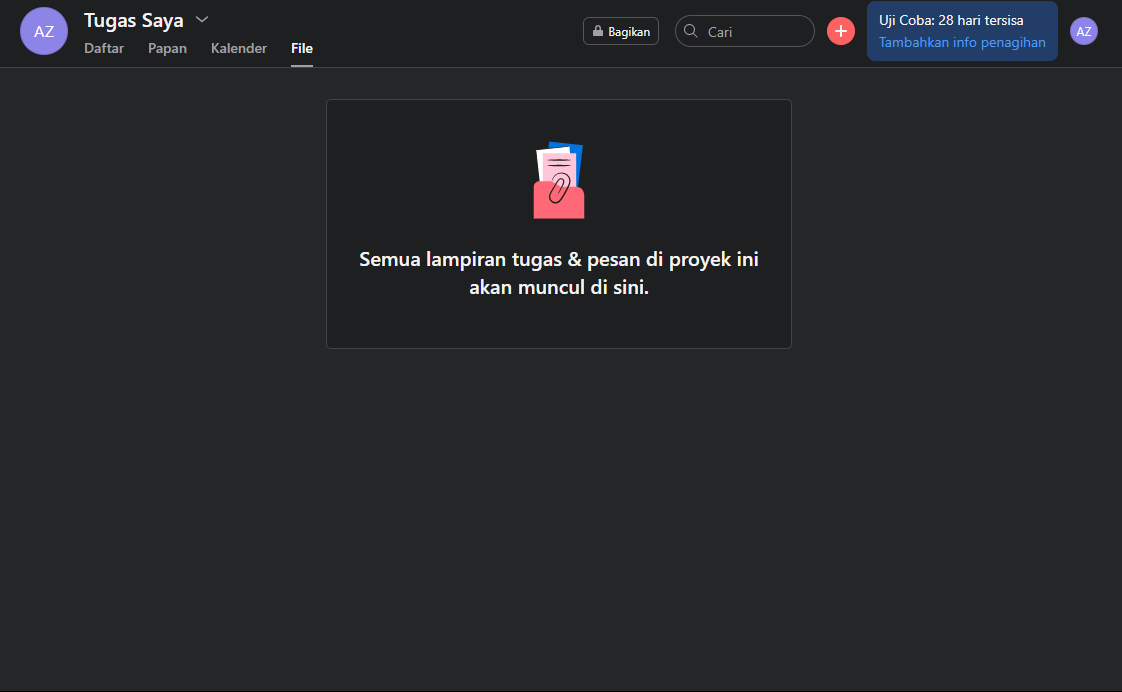 AZ
Tugas Saya
Daftar Papan Kalender File
Bagikan
Cari
Uji Coba: 28 hari tersisa
Tambahkan info penagihan
AZ
Semua lampiran tugas & pesan di proyek ini
akan muncul di sini.